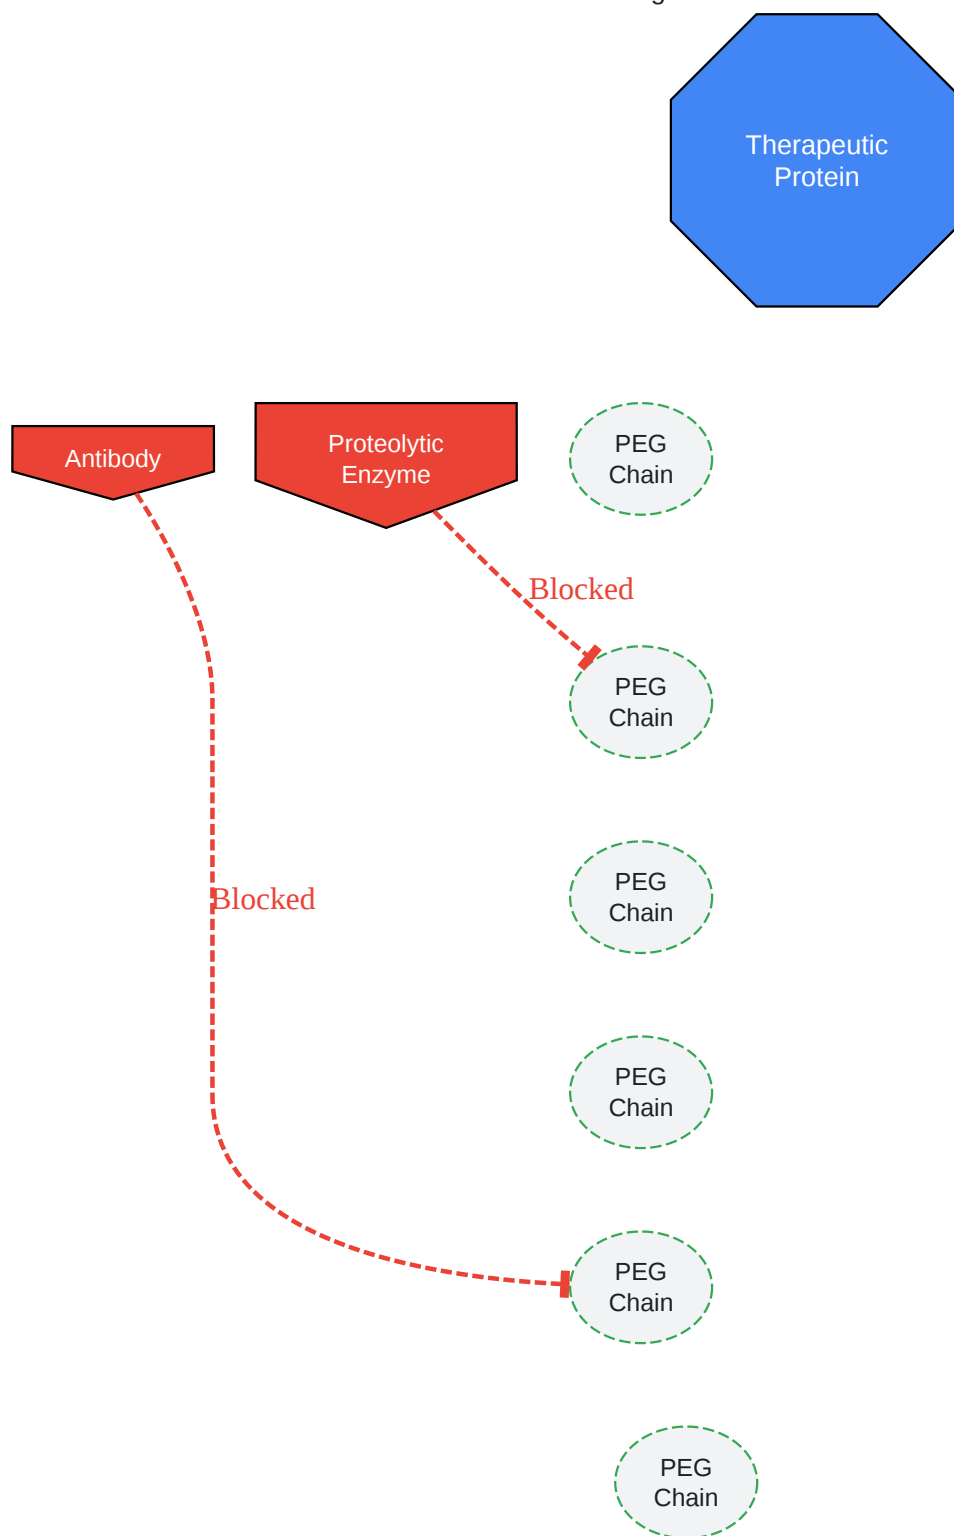 Therapeutic
Protein
Antibody
Proteolytic
Enzyme
PEG
Chain
Blocked
PEG
Chain
PEG
Chain
Blocked
PEG
Chain
PEG
Chain
PEG
Chain